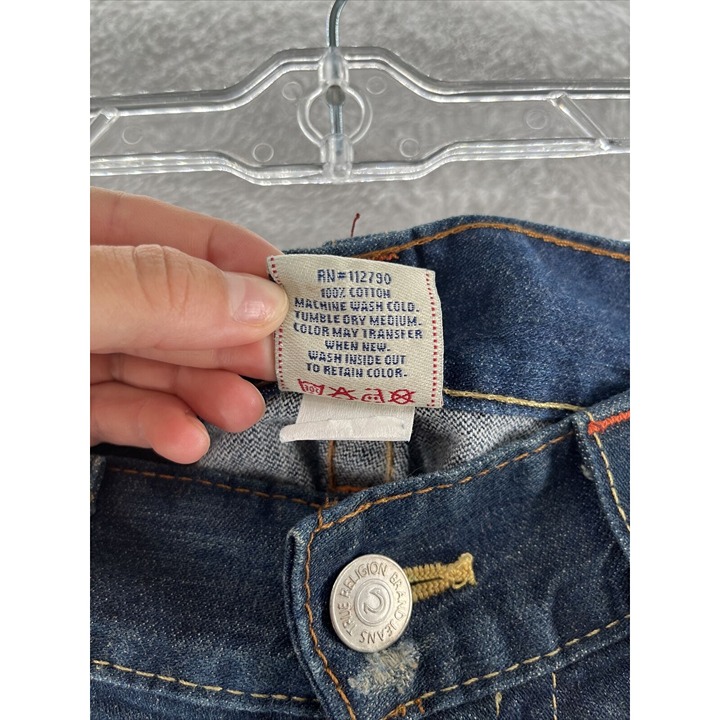 RN#112790
100% COTTON
MACHINE WASH COLD.
TUMBLE DRY MEDIUM.
COLOR MAY TRANSFER
WHEN NEW.
WASH INSIDE OUT
TO RETAIN COLOR.
TRUE RELIGION BRAND JEANS